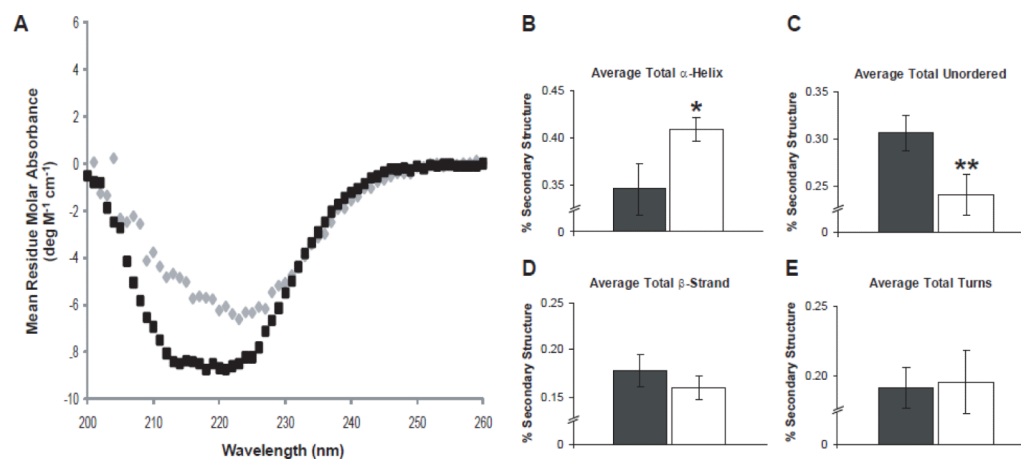 A
6
4
2
0
-2
-4
-6
.8
-10
200
210
220
230
240
250
260
Mean Residue Molar Absorbance
(deg M-1 cm-1)
Wavelength (nm)
B
Average Total α-Helix
% Secondary Structure
0.45
0.40
0.35
0
*
C
Average Total Unordered
% Secondary Structure
0.35
0.30
0.25
0
**
D
Average Total β-Strand
% Secondary Structure
0.25
0.20
0.15
0
E
Average Total Turns
% Secondary Structure
0.25
0.20
0